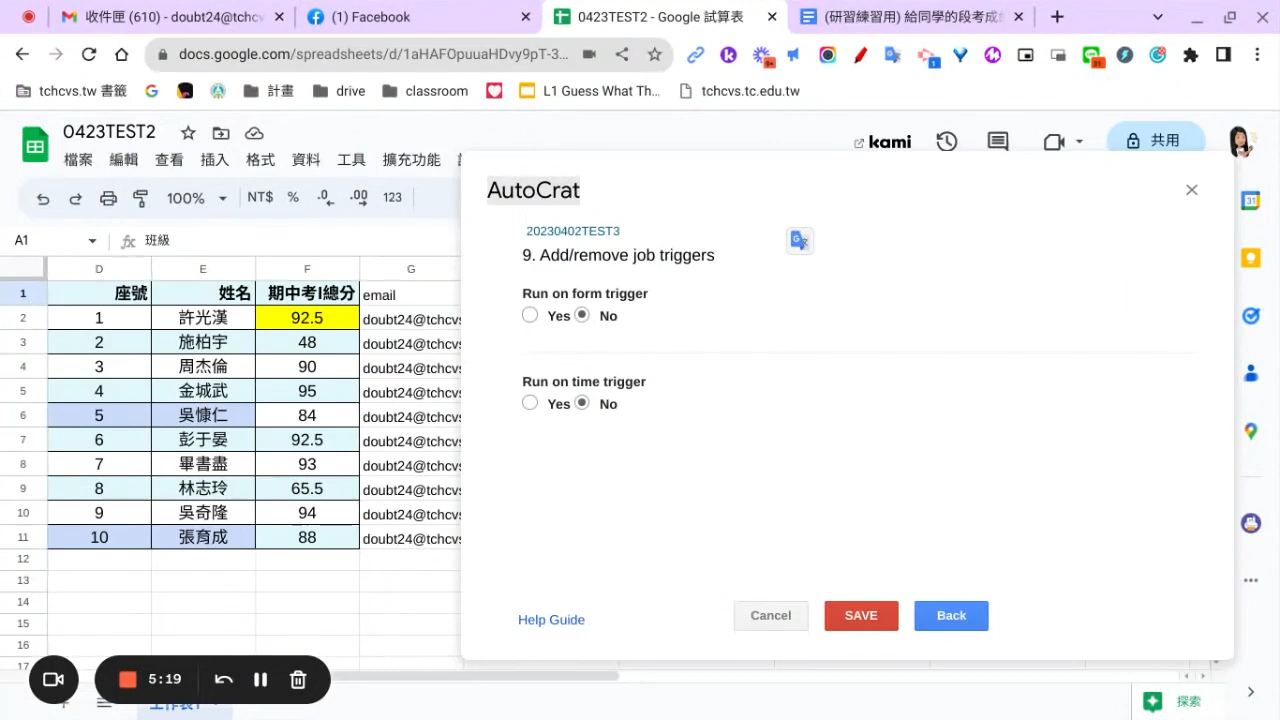 收件匣 (610) - doubt24@tchcv
(1) Facebook
0423TEST2 - Google 試算表
(研習練習用) 給同學的段考成
docs.google.com/spreadsheets/d/1aHAFOpuuaHDvy9pT-3...
9+
1
31
tchcvs.tw 書籤
計畫
drive
classroom
L1 Guess What Th...
tchcvs.tc.edu.tw
0423TEST2
檔案 編輯 查看 插入 格式 資料 工具 擴充功能
kami
共用
100%
NT$ % .0 .00 123
A1
fx 班級
D E F G
1 座號 姓名 期中考I總分 email
2 1 許光漢 92.5 doubt24@tchcvs
3 2 施柏宇 48 doubt24@tchcvs
4 3 周杰倫 90 doubt24@tchcvs
5 4 金城武 95 doubt24@tchcvs
6 5 吳慷仁 84 doubt24@tchcvs
7 6 彭于晏 92.5 doubt24@tchcvs
8 7 畢書盡 93 doubt24@tchcvs
9 8 林志玲 65.5 doubt24@tchcvs
10 9 吳奇隆 94 doubt24@tchcvs
11 10 張育成 88 doubt24@tchcvs
12
13
14
15
16
17
AutoCrat
20230402TEST3
9. Add/remove job triggers
Run on form trigger
Yes No
Run on time trigger
Yes No
Help Guide
Cancel
SAVE
Back
31
5:19
探索